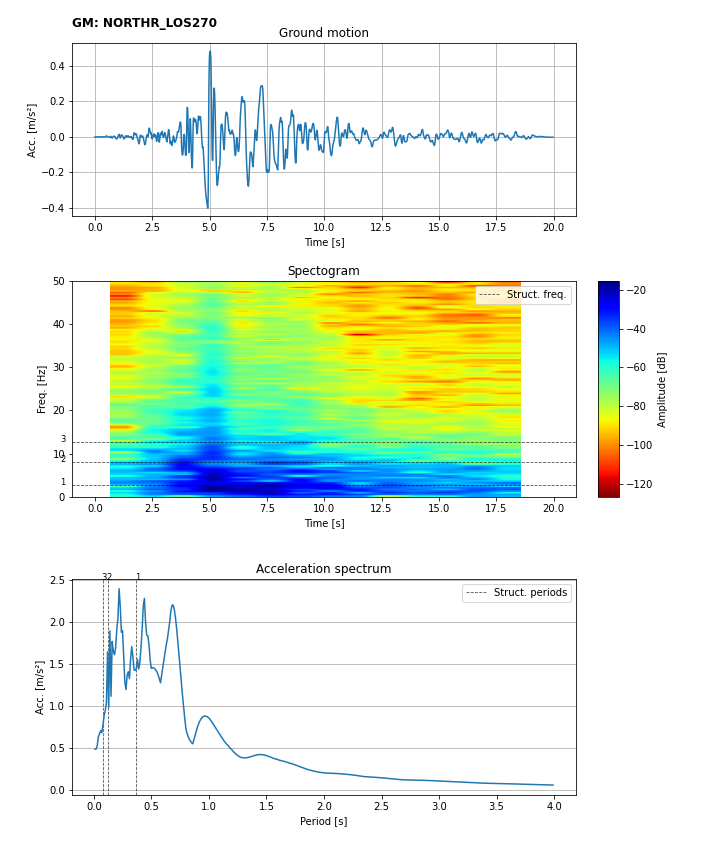 GM: NORTHR_LOS270
Ground motion
Acc. [m/s²]
0.4
0.2
0.0
−0.2
−0.4
0.0 2.5 5.0 7.5 10.0 12.5 15.0 17.5 20.0
Time [s]
Spectogram
Freq. [Hz]
50
40
30
20
10
0
3
2
1
Struct. freq.
0.0 2.5 5.0 7.5 10.0 12.5 15.0 17.5 20.0
Time [s]
−20
−40
−60
−80
−100
−120
Amplitude [dB]
Acceleration spectrum
3 2 1
Struct. periods
Acc. [m/s²]
2.5
2.0
1.5
1.0
0.5
0.0
0.0 0.5 1.0 1.5 2.0 2.5 3.0 3.5 4.0
Period [s]